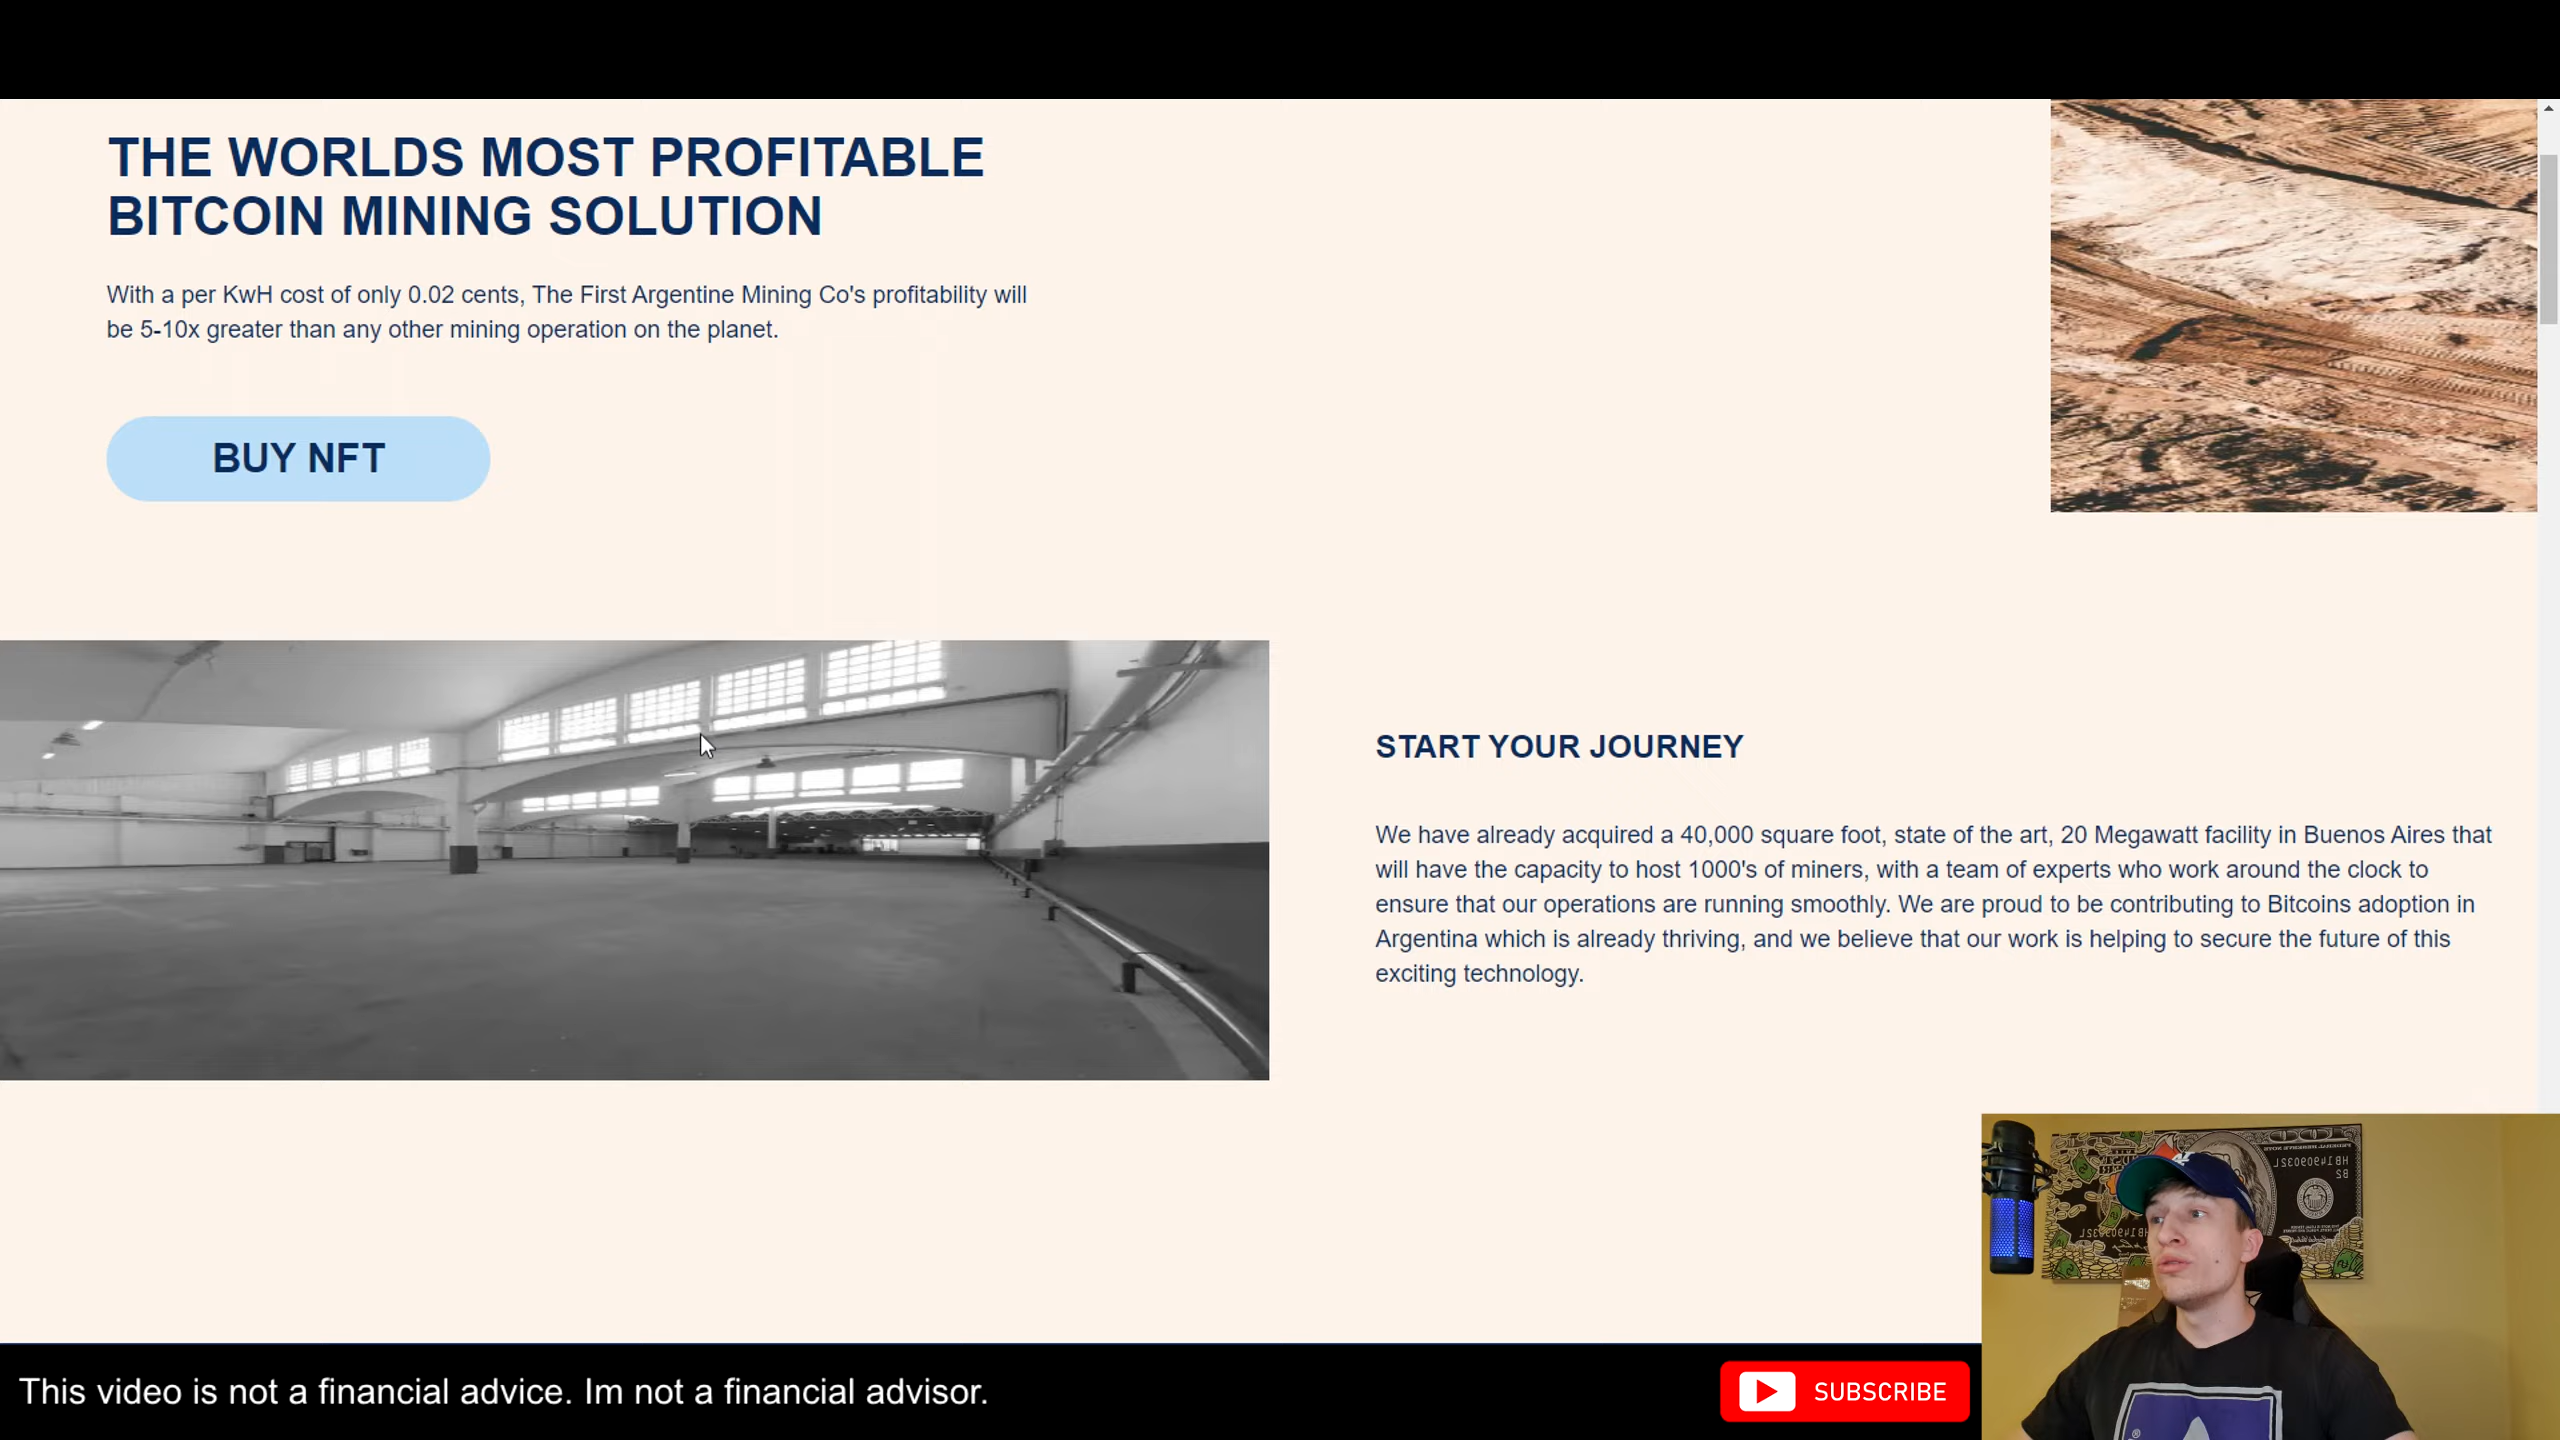 THE WORLDS MOST PROFITABLE
BITCOIN MINING SOLUTION
With a per KwH cost of only 0.02 cents, The First Argentine Mining Co's profitability will
be 5-10x greater than any other mining operation on the planet.
BUY NFT
START YOUR JOURNEY
We have already acquired a 40,000 square foot, state of the art, 20 Megawatt facility in Buenos Aires that
will have the capacity to host 1000's of miners, with a team of experts who work around the clock to
ensure that our operations are running smoothly. We are proud to be contributing to Bitcoins adoption in
Argentina which is already thriving, and we believe that our work is helping to secure the future of this
exciting technology.
This video is not a financial advice. Im not a financial advisor.
SUBSCRIBE